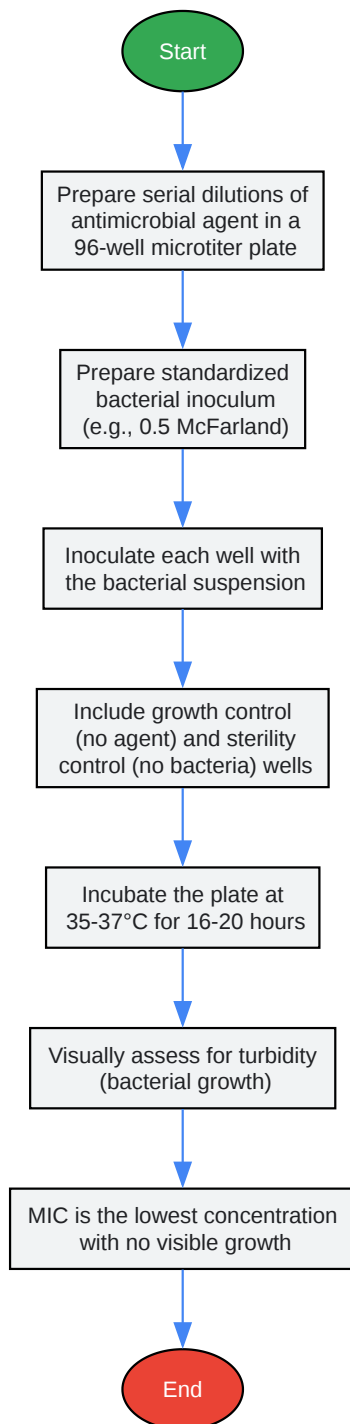 Start
Prepare serial dilutions of
antimicrobial agent in a
96-well microtiter plate
Prepare standardized
bacterial inoculum
(e.g., 0.5 McFarland)
Inoculate each well with
the bacterial suspension
Include growth control
(no agent) and sterility
control (no bacteria) wells
Incubate the plate at
35-37°C for 16-20 hours
Visually assess for turbidity
(bacterial growth)
MIC is the lowest concentration
with no visible growth
End